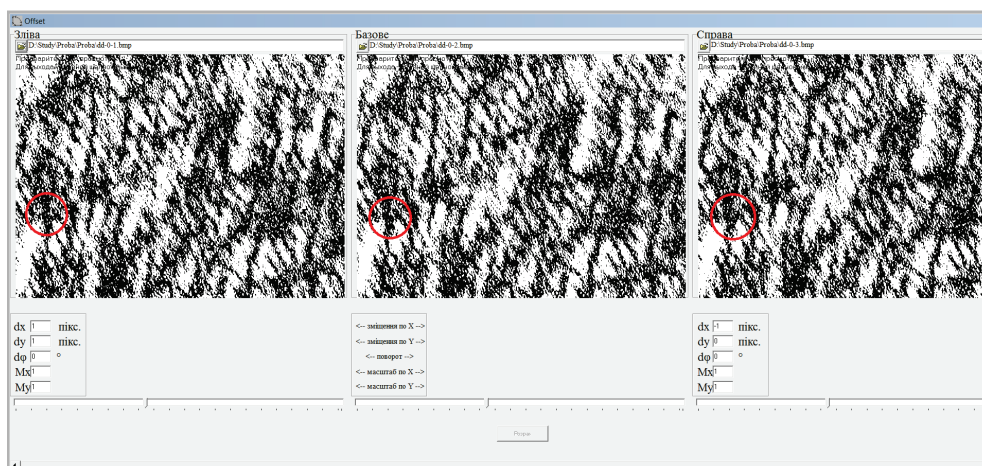 Offset
Зліва
D:\Study\Proba\Proba\dd-0-1.bmp
Базове
D:\Study\Proba\Proba\dd-0-2.bmp
Справа
D:\Study\Proba\Proba\dd-0-3.bmp
dx 1 пікс.
dy 1 пікс.
dφ 0 °
Mx 1
My 1
<-- зміщення по X -->
<-- зміщення по Y -->
<-- поворот -->
<-- масштаб по X -->
<-- масштаб по Y -->
dx -1 пікс.
dy 0 пікс.
dφ 0 °
Mx 1
My 1